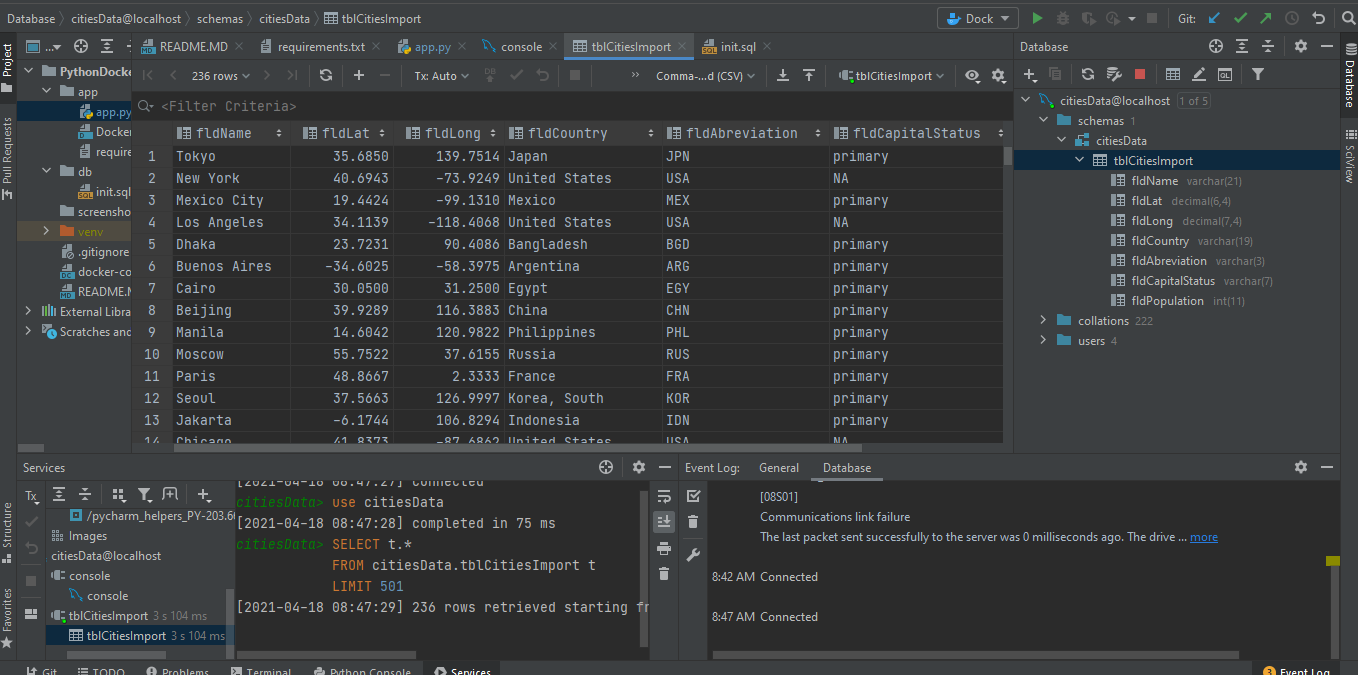 Database citiesData@localhost schemas citiesData tblCitiesImport
Dock Git:
Project
Pull Requests
Structure
Favorites
...
PythonDocke
app
app.py
Docker
require
db
init.sql
screensho
venv
.gitignore
docker-co
README.M
External Libra
Scratches and
README.MD requirements.txt app.py console tblCitiesImport init.sql
236 rows Tx: Auto DB Comma-...d (CSV) tblCitiesImport
<Filter Criteria>
fldName fldLat fldLong fldCountry fldAbreviation fldCapitalStatus
1 Tokyo 35.6850 139.7514 Japan JPN primary
2 New York 40.6943 -73.9249 United States USA NA
3 Mexico City 19.4424 -99.1310 Mexico MEX primary
4 Los Angeles 34.1139 -118.4068 United States USA NA
5 Dhaka 23.7231 90.4086 Bangladesh BGD primary
6 Buenos Aires -34.6025 -58.3975 Argentina ARG primary
7 Cairo 30.0500 31.2500 Egypt EGY primary
8 Beijing 39.9289 116.3883 China CHN primary
9 Manila 14.6042 120.9822 Philippines PHL primary
10 Moscow 55.7522 37.6155 Russia RUS primary
11 Paris 48.8667 2.3333 France FRA primary
12 Seoul 37.5663 126.9997 Korea, South KOR primary
13 Jakarta -6.1744 106.8294 Indonesia IDN primary
14 Chicago 41.8373 -87.6862 United States USA NA
Database
QL
citiesData@localhost 1 of 5
schemas 1
citiesData
tblCitiesImport
fldName varchar(21)
fldLat decimal(6,4)
fldLong decimal(7,4)
fldCountry varchar(19)
fldAbreviation varchar(3)
fldCapitalStatus varchar(7)
fldPopulation int(11)
collations 222
users 4
Database
SciView
Services
Tx
/pycharm_helpers_PY-203.66
Images
citiesData@localhost
console
console
tblCitiesImport 3 s 104 ms
tblCitiesImport 3 s 104 ms
[2021-04-18 08:47:27] Connected
citiesData> use citiesData
[2021-04-18 08:47:28] completed in 75 ms
citiesData> SELECT t.*
FROM citiesData.tblCitiesImport t
LIMIT 501
[2021-04-18 08:47:29] 236 rows retrieved starting fr
Event Log: General Database
[08S01]
Communications link failure
The last packet sent successfully to the server was 0 milliseconds ago. The drive ... more
8:42 AM Connected
8:47 AM Connected
Git TODO Problems Terminal Python Console Services 3 Event Log